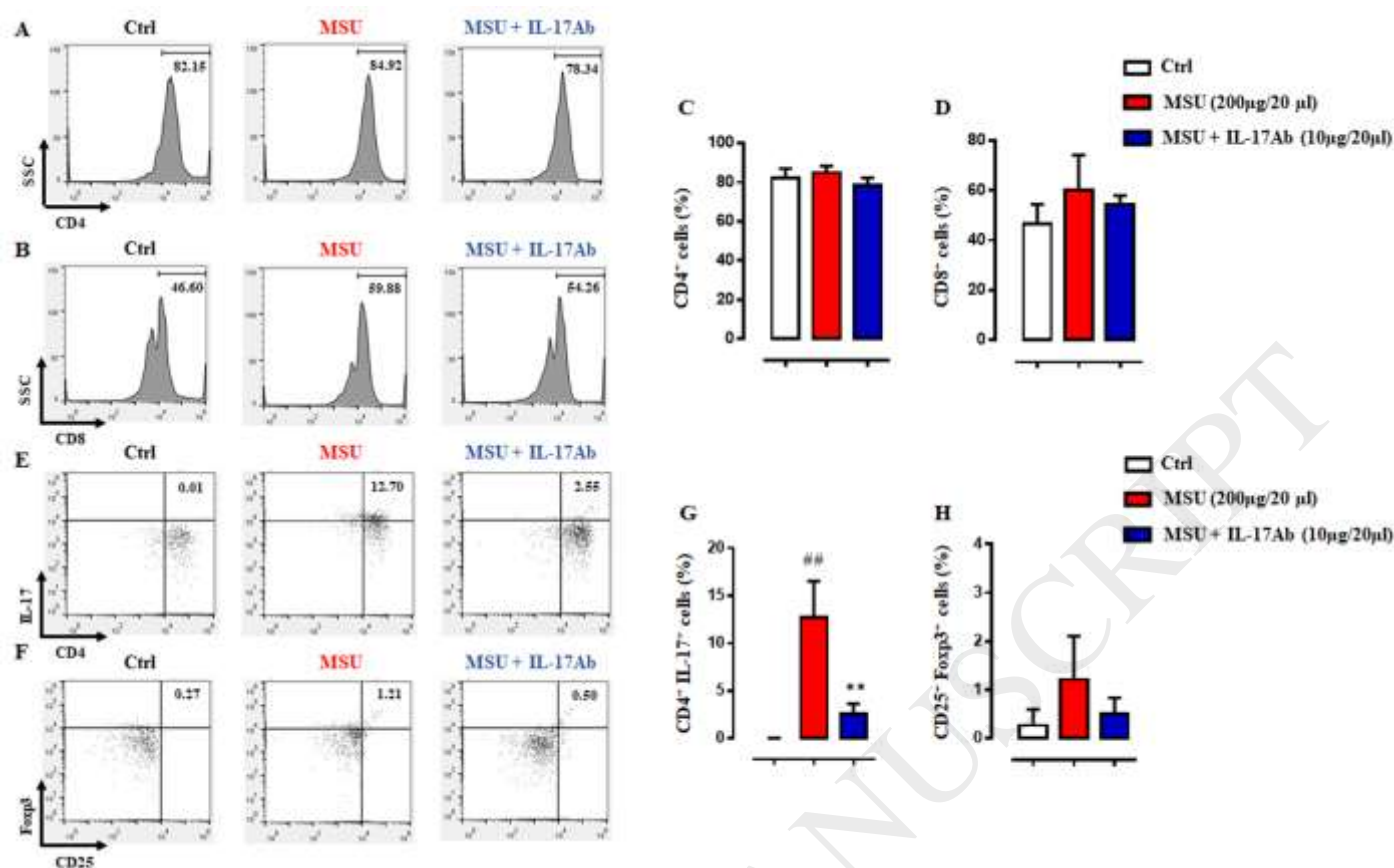 A
Ctrl
MSU
MSU + IL-17Ab
82.15
84.92
78.34
SSC
CD4
B
Ctrl
MSU
MSU + IL-17Ab
46.60
59.88
54.26
SSC
CD8
E
Ctrl
MSU
MSU + IL-17Ab
0.01
12.70
2.55
IL-17
CD4
F
Ctrl
MSU
MSU + IL-17Ab
0.27
1.21
0.50
Foxp3
CD25
C
CD4⁺ cells (%)
100
80
60
40
20
0
D
CD8⁺ cells (%)
80
60
40
20
0
Ctrl
MSU (200µg/20 µl)
MSU + IL-17Ab (10µg/20µl)
G
CD4⁺ IL-17⁺ cells (%)
20
15
10
5
0
##
**
H
CD25⁺ Foxp3⁺ cells (%)
4
3
2
1
0
Ctrl
MSU (200µg/20 µl)
MSU + IL-17Ab (10µg/20µl)
ANUSCRIPT